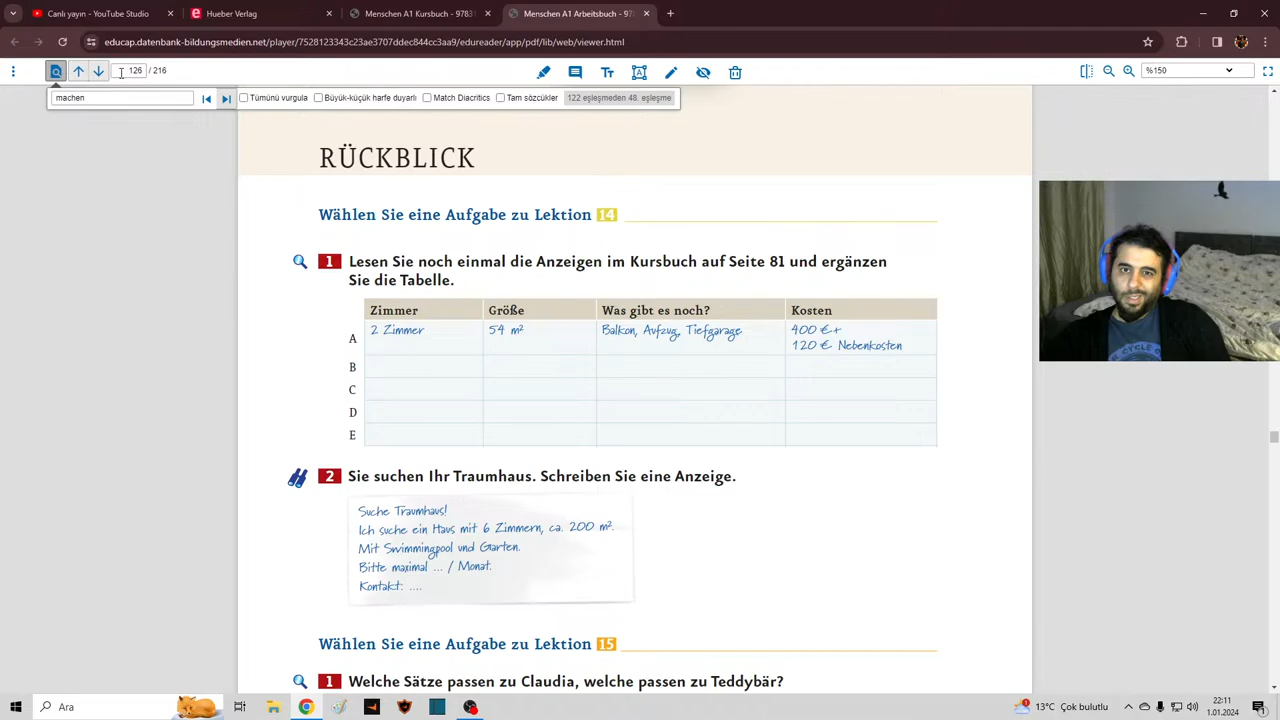 Canlı yayın - YouTube Studio
Hueber Verlag
Menschen A1 Kursbuch - 9783
Menschen A1 Arbeitsbuch - 978
educap.datenbank-bildungsmedien.net/player/7528123343c23ae3707ddec844cc3aa9/edureader/app/pdf/lib/web/viewer.html
126 / 216
%150
machen
Tümünü vurgula
Büyük-küçük harfe duyarlı
Match Diacritics
Tam sözcükler
122 eşleşmeden 48. eşleşme
RÜCKBLICK
Wählen Sie eine Aufgabe zu Lektion 14
1 Lesen Sie noch einmal die Anzeigen im Kursbuch auf Seite 81 und ergänzen
Sie die Tabelle.
Zimmer Größe Was gibt es noch? Kosten
A 2 Zimmer 54 m² Balkon, Aufzug, Tiefgarage 400 € +
120 € Nebenkosten
B
C
D
E
2 Sie suchen Ihr Traumhaus. Schreiben Sie eine Anzeige.
Suche Traumhaus!
Ich suche ein Haus mit 6 Zimmern, ca. 200 m².
Mit Swimmingpool und Garten.
Bitte maximal ... / Monat.
Kontakt: ....
Wählen Sie eine Aufgabe zu Lektion 15
1 Welche Sätze passen zu Claudia, welche passen zu Teddybär?
Ara
13°C Çok bulutlu
22:11
1.01.2024